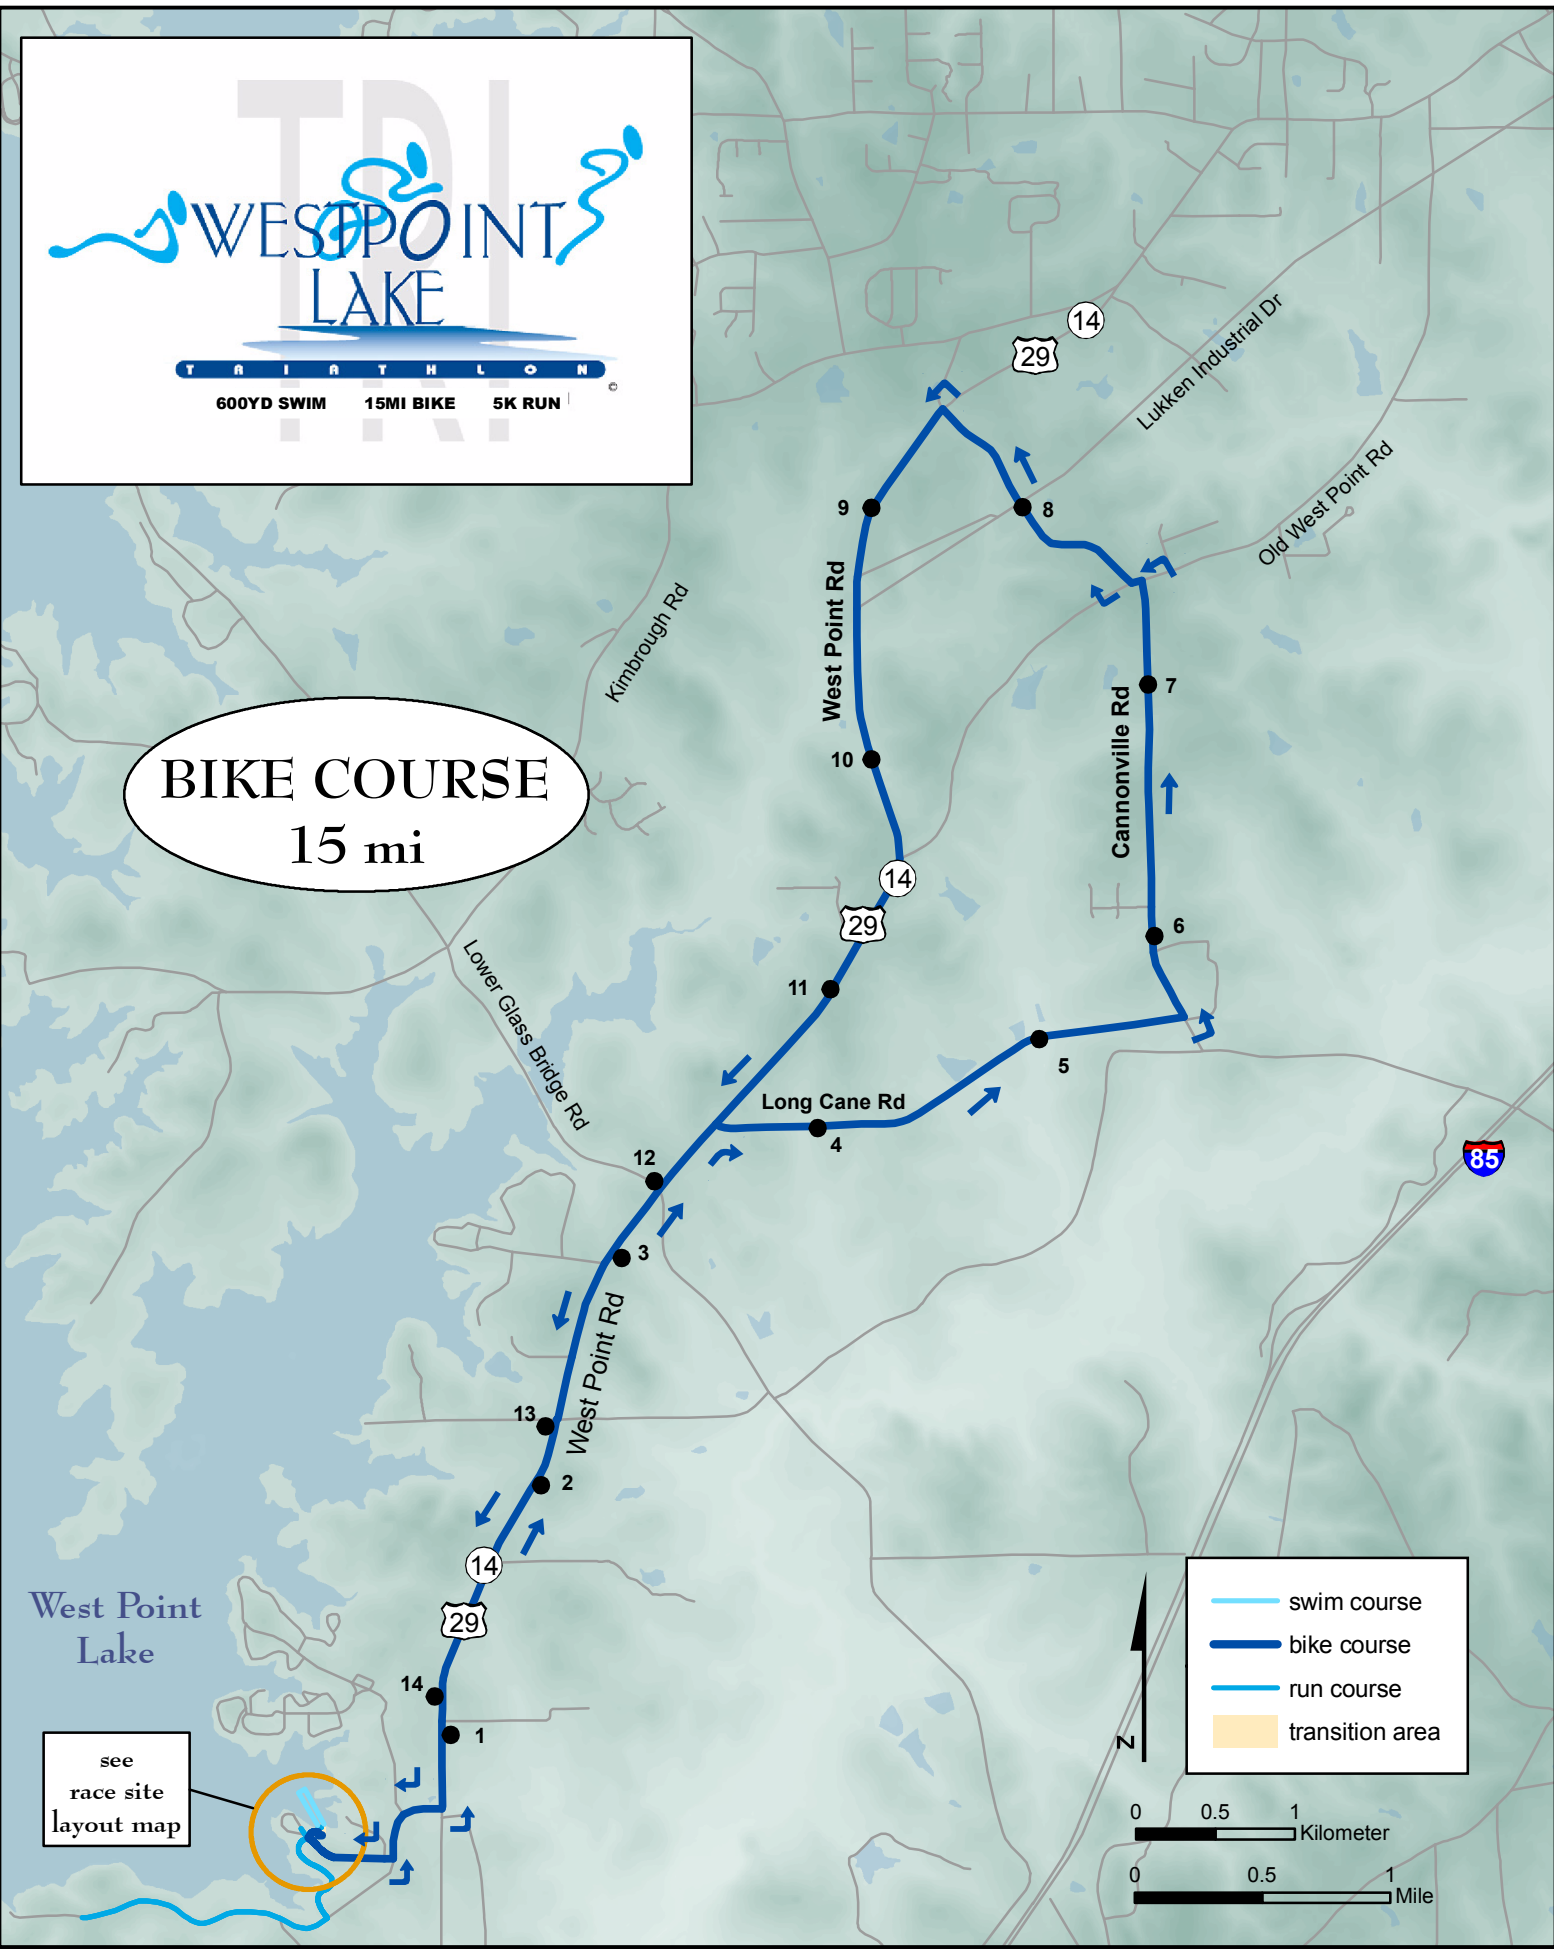 TRI
WESTPOINT
LAKE
TRIATHLON
©
600YD SWIM 15MI BIKE 5K RUN
14
29
Lukken Industrial Dr
Old West Point Rd
9
8
Kimbrough Rd
West Point Rd
7
Cannonville Rd
BIKE COURSE
15 mi
10
14
29
6
Lower Glass Bridge Rd
11
5
Long Cane Rd
4
85
12
3
West Point Rd
13
2
14
29
West Point
Lake
14
1
see
race site
layout map
swim course
bike course
run course
transition area
N
0 0.5 1
Kilometer
0 0.5 1
Mile